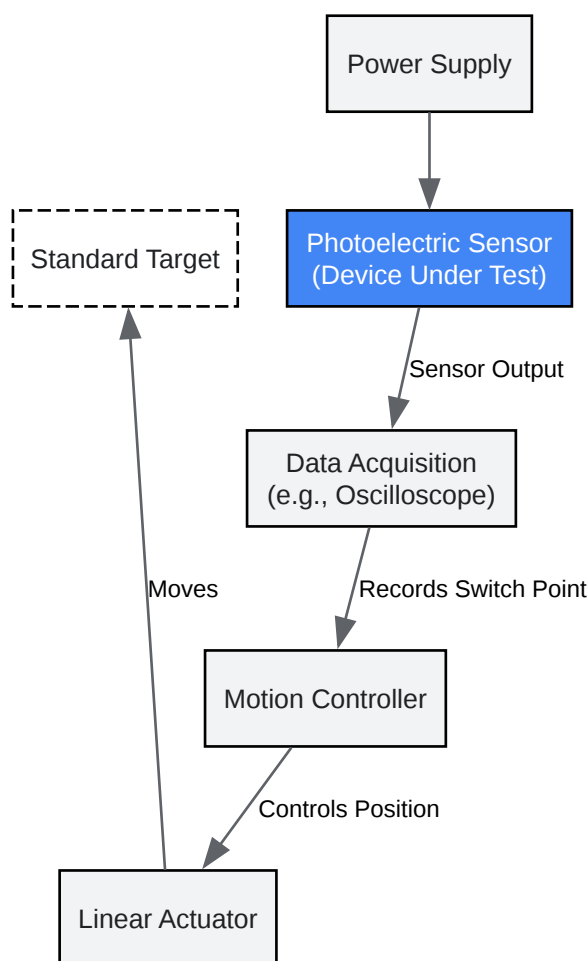 Power Supply
Standard Target
Photoelectric Sensor
(Device Under Test)
Sensor Output
Data Acquisition
(e.g., Oscilloscope)
Moves
Records Switch Point
Motion Controller
Controls Position
Linear Actuator